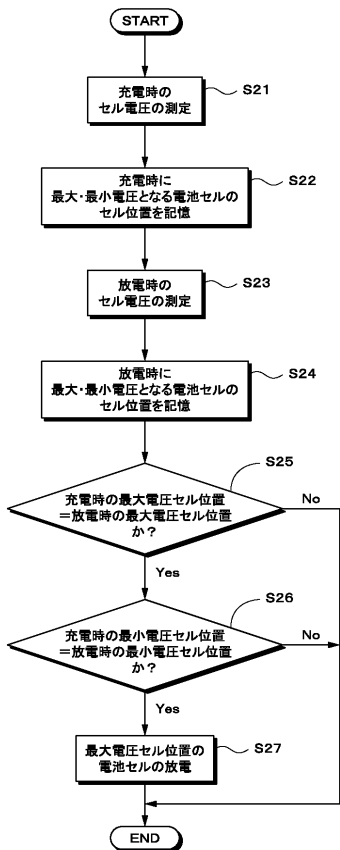 START
充電時の
セル電圧の測定
S21
充電時に
最大・最小電圧となる電池セルの
セル位置を記憶
S22
放電時の
セル電圧の測定
S23
放電時に
最大・最小電圧となる電池セルの
セル位置を記憶
S24
充電時の最大電圧セル位置
＝放電時の最大電圧セル位置
か？
S25
No
Yes
充電時の最小電圧セル位置
＝放電時の最小電圧セル位置
か？
S26
No
Yes
最大電圧セル位置の
電池セルの放電
S27
END